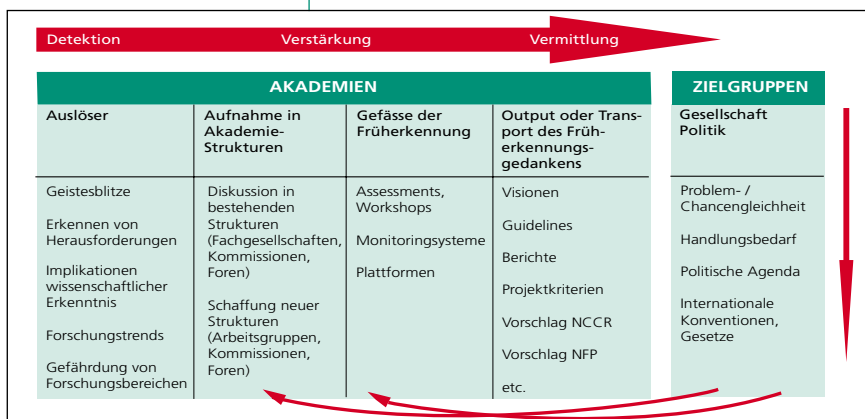 Detektion Verstärkung Vermittlung
AKADEMIEN
Auslöser
Aufnahme in
Akademie-
Strukturen
Gefässe der
Früherkennung
Output oder Trans-
port des Früh-
erkennungs-
gedankens
Geistesblitze
Erkennen von
Herausforderungen
Implikationen
wissenschaftlicher
Erkenntnis
Forschungstrends
Gefährdung von
Forschungsbereichen
Diskussion in
bestehenden
Strukturen
(Fachgesellschaften,
Kommissionen,
Foren)
Schaffung neuer
Strukturen
(Arbeitsgruppen,
Kommissionen,
Foren)
Assessments,
Workshops
Monitoringsysteme
Plattformen
Visionen
Guidelines
Berichte
Projektkriterien
Vorschlag NCCR
Vorschlag NFP
etc.
ZIELGRUPPEN
Gesellschaft
Politik
Problem- /
Chancengleichheit
Handlungsbedarf
Politische Agenda
Internationale
Konventionen,
Gesetze